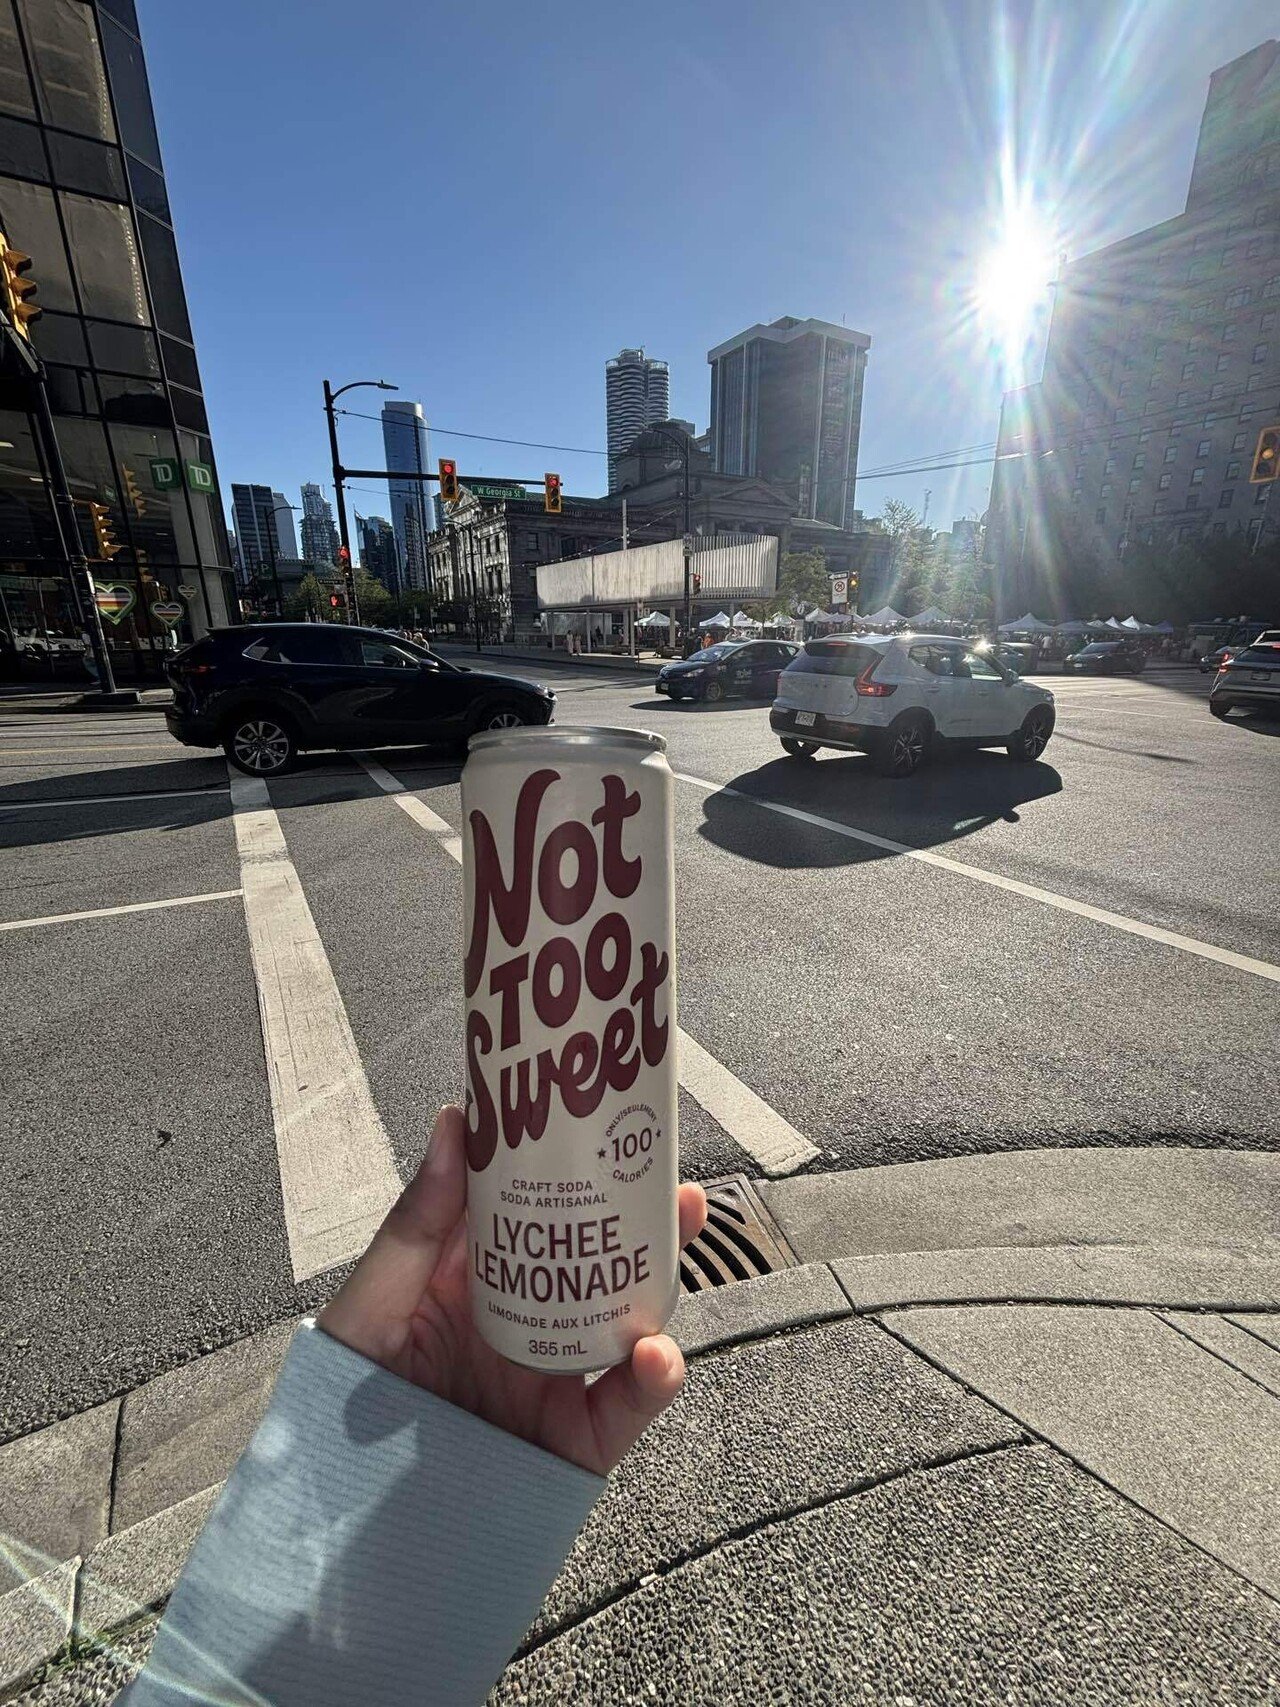 TD
TD
W Georgia St
Not
TOO
Sweet
ONLY/SEULEMENT
100
CALORIES
CRAFT SODA
SODA ARTISANAL
LYCHEE
LEMONADE
LIMONADE AUX LITCHIS
355 mL